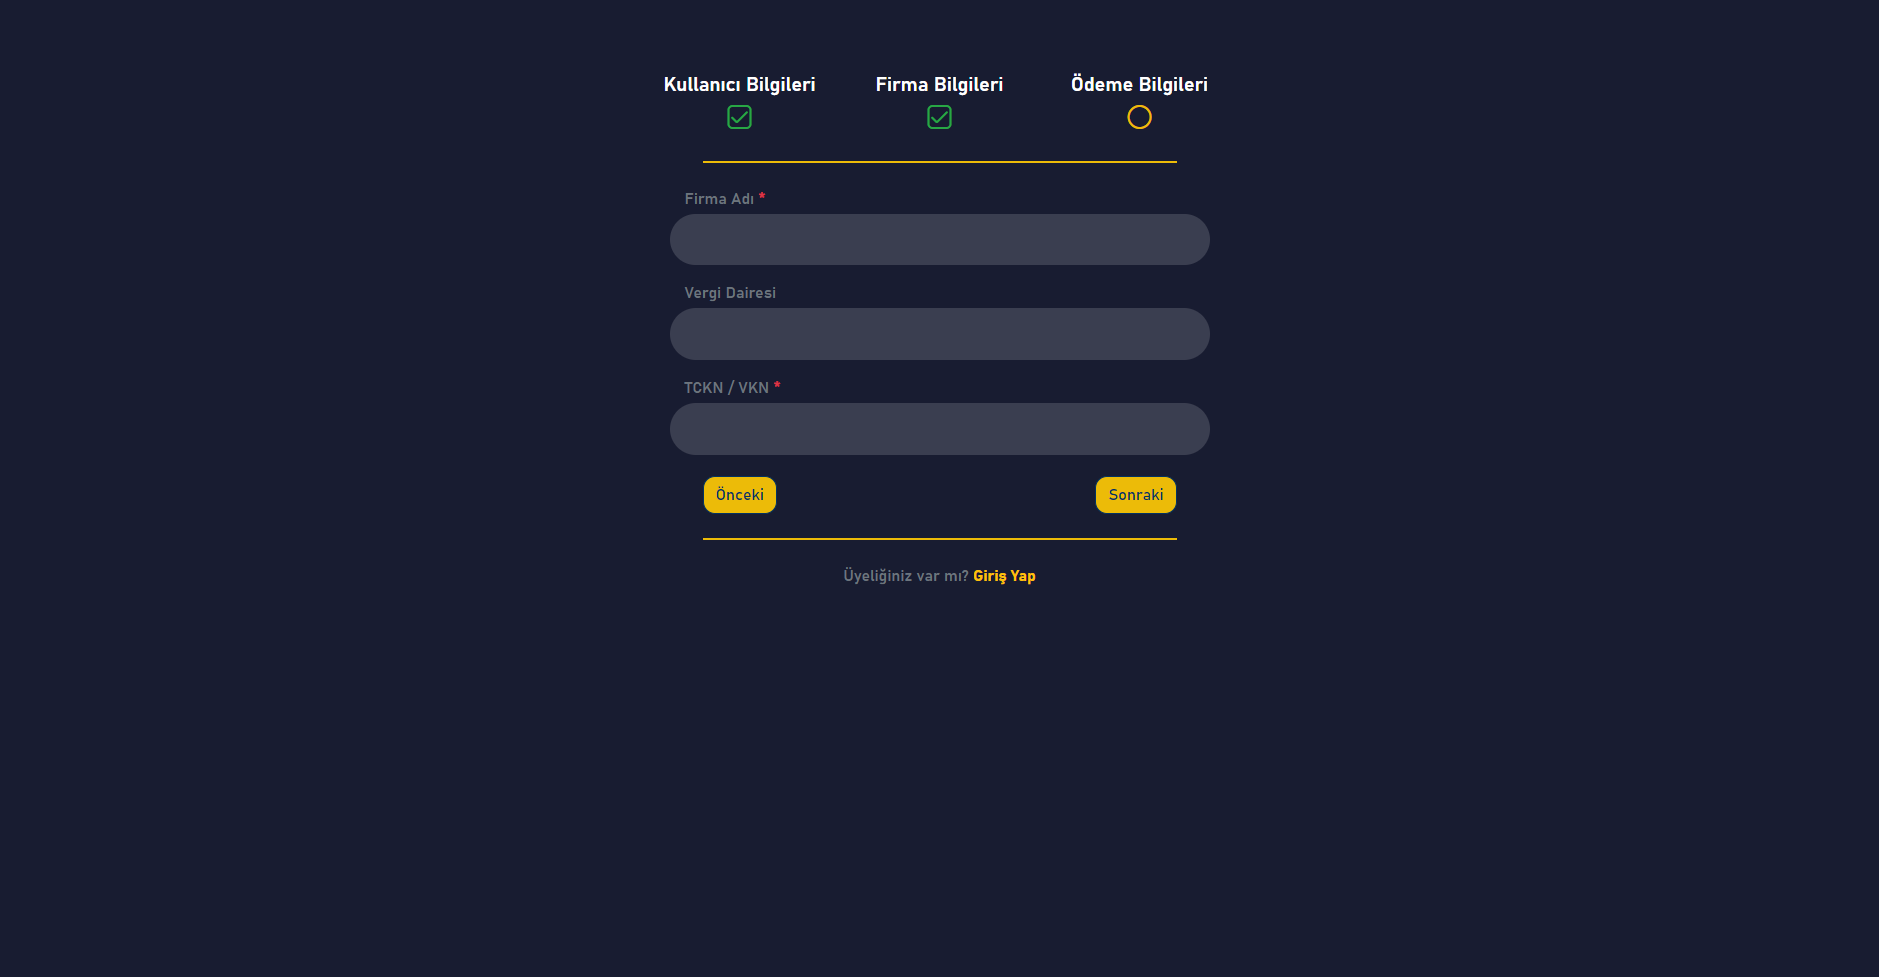 Kullanıcı Bilgileri Firma Bilgileri Ödeme Bilgileri
Firma Adı *
Vergi Dairesi
TCKN / VKN *
Önceki Sonraki
Üyeliğiniz var mı? Giriş Yap